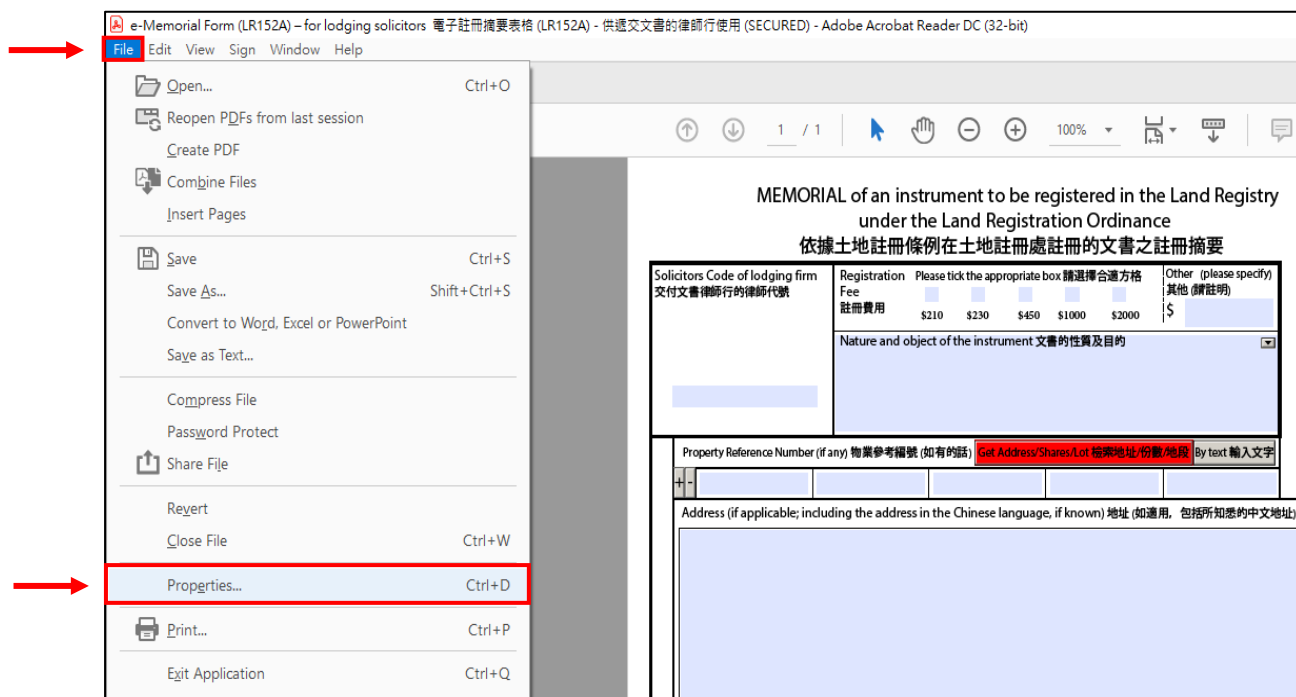 e-Memorial Form (LR152A) – for lodging solicitors 電子註冊摘要表格 (LR152A) - 供遞交文書的律師行使用 (SECURED) - Adobe Acrobat Reader DC (32-bit)
File Edit View Sign Window Help
Open... Ctrl+O
Reopen PDFs from last session
Create PDF
Combine Files
Insert Pages
Save Ctrl+S
Save As... Shift+Ctrl+S
Convert to Word, Excel or PowerPoint
Save as Text...
Compress File
Password Protect
Share File
Revert
Close File Ctrl+W
Properties... Ctrl+D
Print... Ctrl+P
Exit Application Ctrl+Q
1 / 1 100%
MEMORIAL of an instrument to be registered in the Land Registry
under the Land Registration Ordinance
依據土地註冊條例在土地註冊處註冊的文書之註冊摘要
Solicitors Code of lodging firm
交付文書律師行的律師代號
Registration Please tick the appropriate box 請選擇合適方格
Fee
註冊費用
$210 $230 $450 $1000 $2000
Other (please specify)
其他 (請註明)
$
Nature and object of the instrument 文書的性質及目的
Property Reference Number (if any) 物業參考編號 (如有的話) Get Address/Shares/Lot 檢索地址/份數/地段 By text 輸入文字
+ -
Address (if applicable; including the address in the Chinese language, if known) 地址 (如適用，包括所知悉的中文地址)